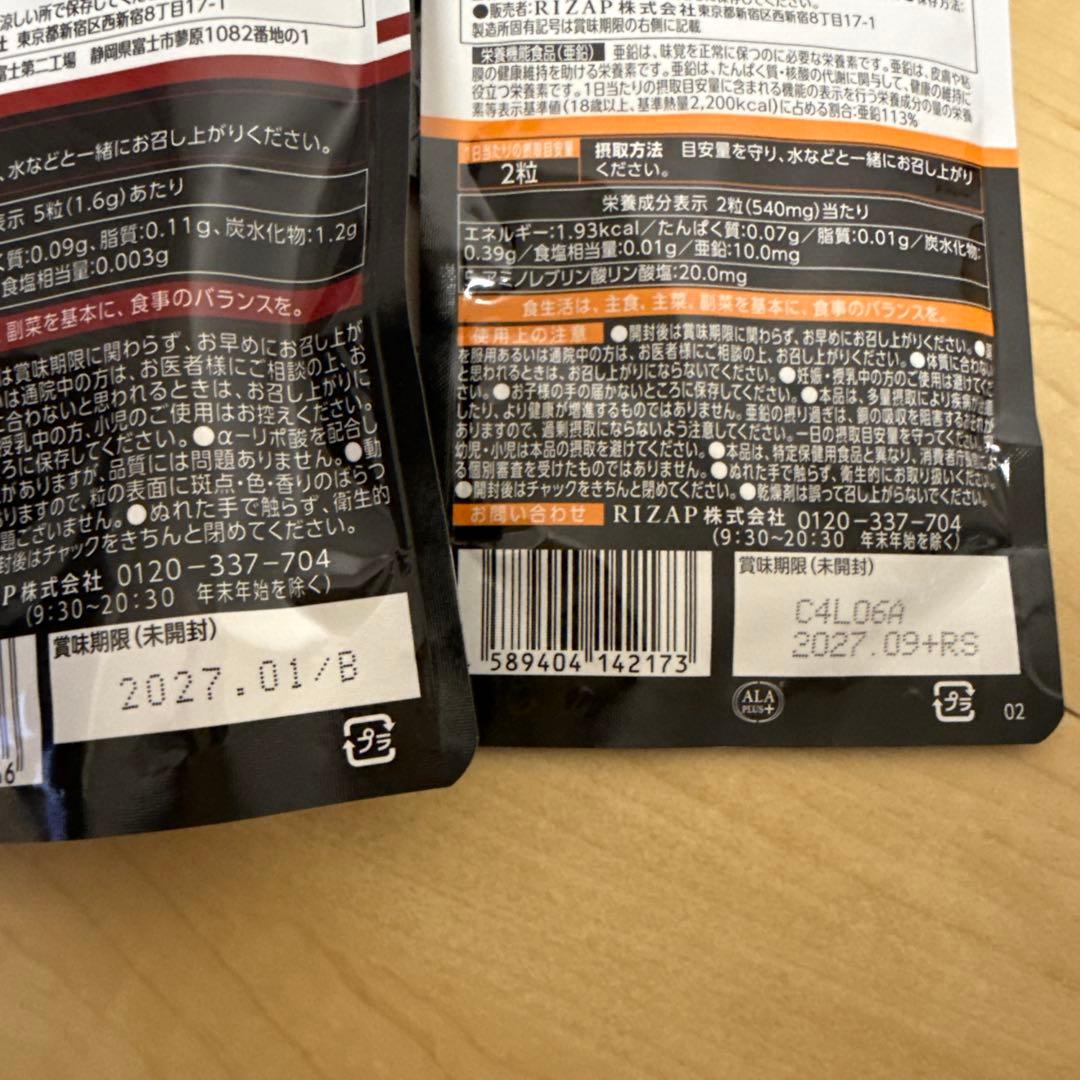 涼しい所で保存してくだ
社 東京都新宿区西新宿8丁目17-1
富士第二工場 静岡県富士市蓼原1082番地の1
、水などと一緒にお召し上がりください。
表示 5粒(1.6g)あたり
く質:0.09g、脂質:0.11g、炭水化物:1.2g
食塩相当量:0.003g
副菜を基本に、食事のバランスを。
は賞味期限に関わらず、お早めにお召し上が
いは通院中の方は、お医者様にご相談の上、お
に合わないと思われるときは、お召し上がりに
授乳中の方、小児のご使用はお控えください。
ろに保存してください。●α-リポ酸を配合し
がありますが、品質には問題ありません。●動
りますので、粒の表面に斑点・色・香りのばらつ
題ございません。●ぬれた手で触らず、衛生的
封後はチャックをきちんと閉めてください。
P株式会社 0120-337-704
(9:30~20:30 年末年始を除く)
賞味期限(未開封)
2027.01/B
プラ
●販売者:RIZAP株式会社 東京都新宿区西新宿8丁目17-1
製造所固有記号は賞味期限の右側に記載
栄養機能食品(亜鉛) 亜鉛は、味覚を正常に保つのに必要な栄養素です。亜鉛は、皮膚や粘
膜の健康維持を助ける栄養素です。亜鉛は、たんぱく質・核酸の代謝に関与して、健康の維持に
役立つ栄養素です。1日当たりの摂取目安量に含まれる機能の表示を行う栄養成分の量の栄養
素等表示基準値(18歳以上、基準熱量2,200kcal)に占める割合:亜鉛113%
1日当たりの摂取目安量
2粒
摂取方法 目安量を守り、水などと一緒にお召し上がり
ください。
栄養成分表示 2粒(540mg)当たり
エネルギー:1.93kcal/たんぱく質:0.07g/脂質:0.01g/炭水化物:
0.39g/食塩相当量:0.01g/亜鉛:10.0mg
5-アミノレブリン酸リン酸塩:20.0mg
食生活は、主食、主菜、副菜を基本に、食事のバランスを。
使用上の注意 ●開封後は賞味期限に関わらず、お早めにお召し上がりください。●
を服用あるいは通院中の方は、お医者様にご相談の上、お召し上がりください。●体質に合わない
と思われるときは、お召し上がりにならないでください。●妊娠・授乳中の方のご使用は避けてくだ
さい。●お子様の手の届かないところに保存してください。●本品は、多量摂取により疾病が治癒
したり、より健康が増進するものではありません。亜鉛の摂り過ぎは、銅の吸収を阻害するおそれが
ありますので、過剰摂取にならないよう注意してください。一日の摂取目安量を守ってください。
幼児・小児は本品の摂取を避けてください。●本品は、特定保健用食品と異なり、消費者庁長官によ
る個別審査を受けたものではありません。●ぬれた手で触らず、衛生的にお取り扱いください。
●開封後はチャックをきちんと閉めてください。●乾燥剤は誤って召し上がらないでください。
お問い合わせ RIZAP株式会社 0120-337-704
(9:30~20:30 年末年始を除く)
589404 142173
賞味期限(未開封)
C4L06A
2027.09+RS
ALA
PLUS+
プラ
02